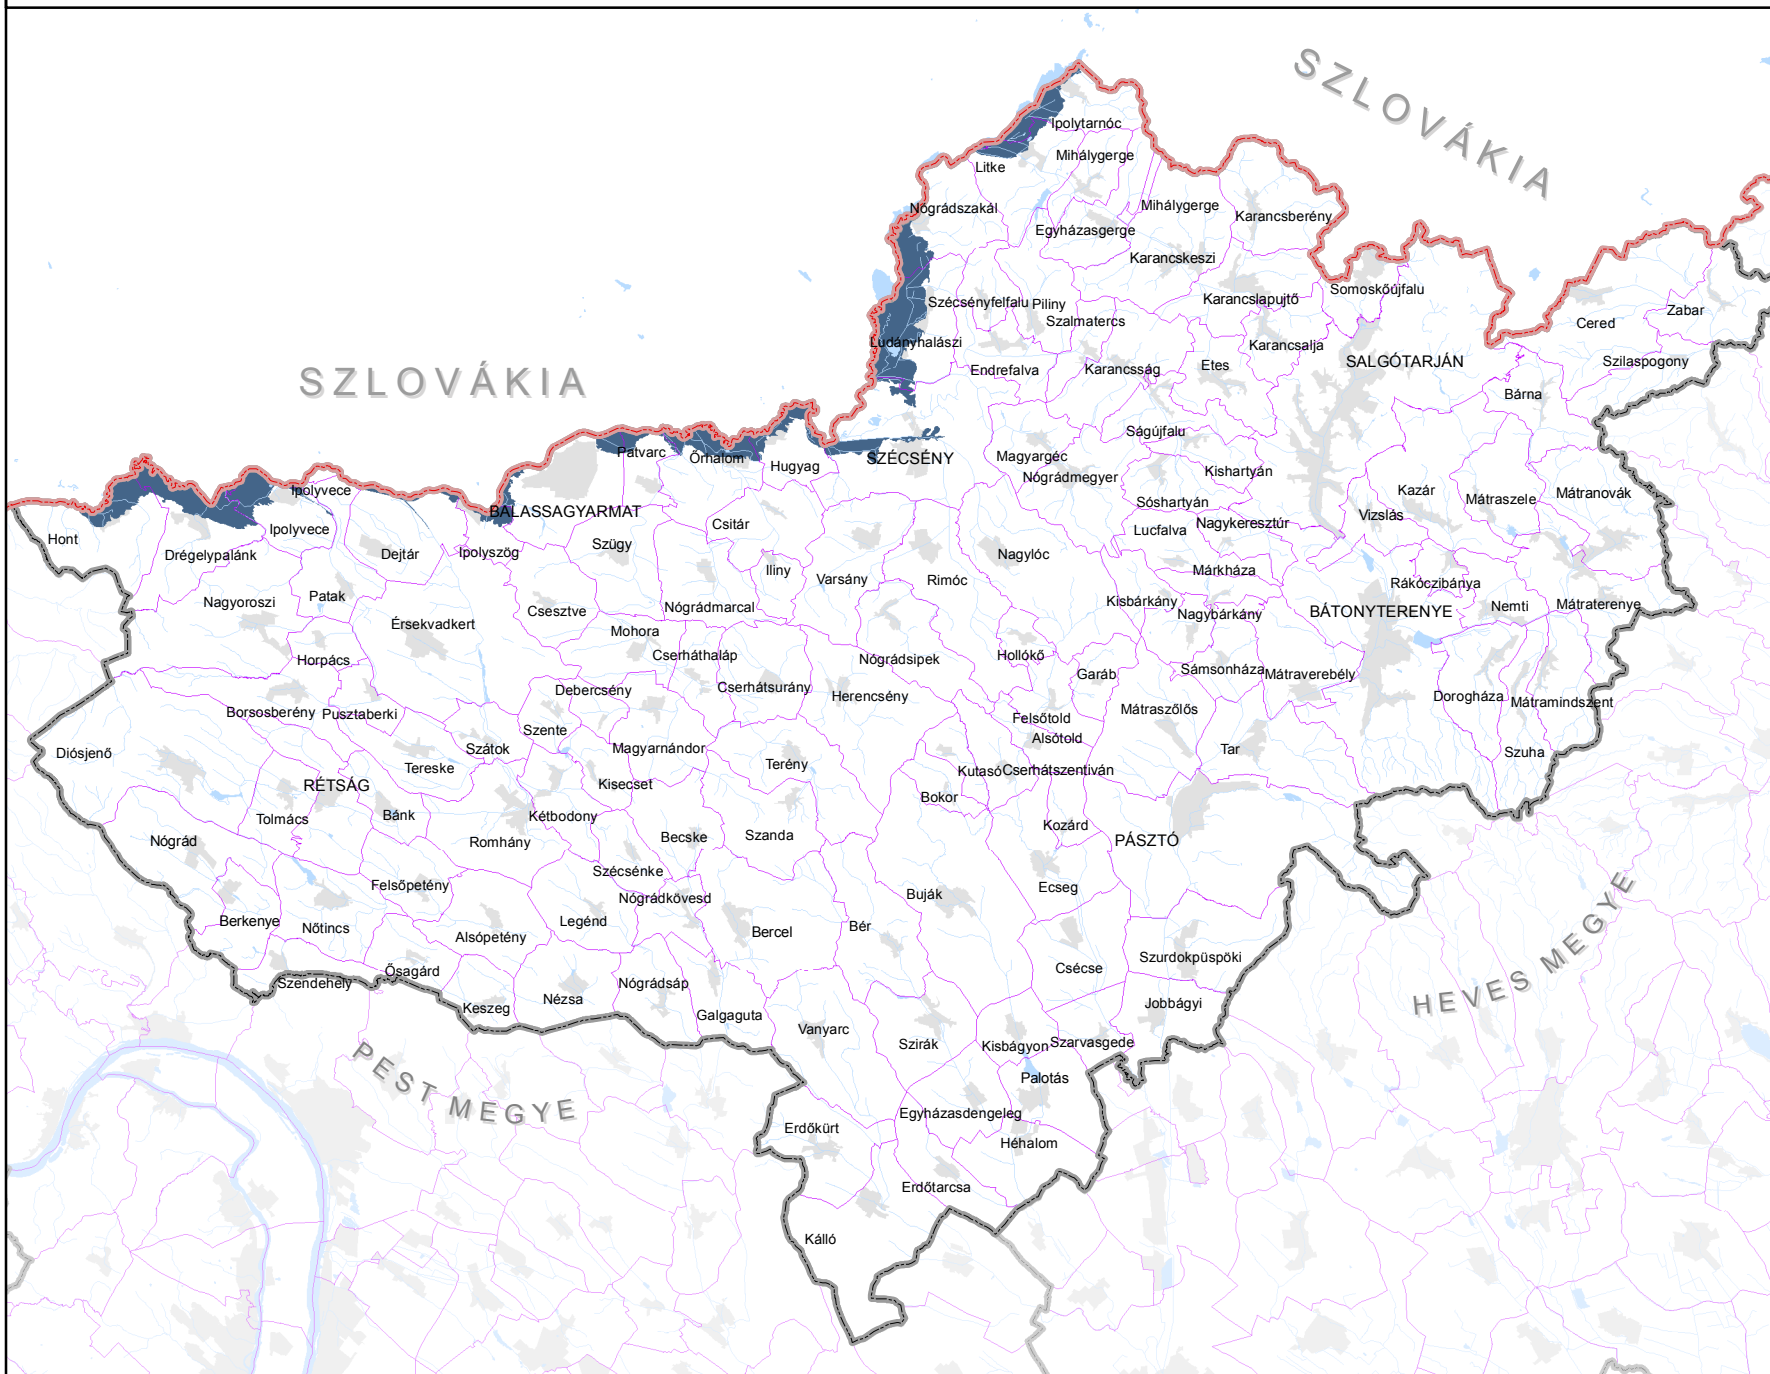 SZLOVÁKIA
Ipolytarnóc
Mihálygerge
Litke
Nógrádszakál
Mihálygerge
Karancsberény
Egyházasgerge
Karancskeszi
Somoskőújfalu
Szécsényfelfalu
Piliny
Karancslapujtő
Zabar
Szalmatercs
Cered
Ludányhalászi
Karancsalja
SALGÓTARJÁN
Szilaspogony
SZLOVÁKIA
Endrefalva
Karancsság
Etes
Bárna
Ságújfalu
Patvarc
Őrhalom
Hugyag
SZÉCSÉNY
Magyargéc
Nógrádmegyer
Kishartyán
Ipolyvece
Kazár
Mátraszele
Mátranovák
BALASSAGYARMAT
Sóshartyán
Vizslás
Ipolyvece
Csitár
Lucfalva
Nagykeresztúr
Hont
Drégelypalánk
Dejtár
Ipolyszög
Szügy
Nagylóc
Iliny
Varsány
Rimóc
Márkháza
Rákóczibánya
Nagyoroszi
Patak
Csesztve
Nógrádmarcal
Kisbárkány
Nagybárkány
BÁTONYTERENYE
Nemti
Mátraterenye
Érsekvadkert
Mohora
Horpács
Cserháthaláp
Nógrádsipek
Hollókő
Garáb
Sámsonháza
Mátraverebély
Debercsény
Cserhátsurány
Herencsény
Dorogháza
Mátramindszent
Borsosberény
Pusztaberki
Felsőtold
Mátraszőlős
Szente
Alsótold
Diósjenő
Szátok
Magyarnándor
Tar
Szuha
Tereske
Terény
Kutasó
Cserhátszentiván
RÉTSÁG
Kisecset
Bokor
Tolmács
Bánk
Kétbodony
Kozárd
Nógrád
Romhány
Becske
Szanda
PÁSZTÓ
Szécsénke
Felsőpetény
Nógrádkövesd
Buják
Ecseg
Berkenye
Nőtincs
Legénd
Bercel
Bér
HEVES MEGYE
Alsópetény
Szurdokpüspöki
Ősagárd
Csécse
Szendehely
Nógrádsáp
Keszeg
Nézsa
Jobbágyi
Galgaguta
Vanyarc
Szirák
Kisbágyon
Szarvasgede
PEST MEGYE
Palotás
Egyházasdengeleg
Erdőkürt
Héhalom
Erdőtarcsa
Kálló